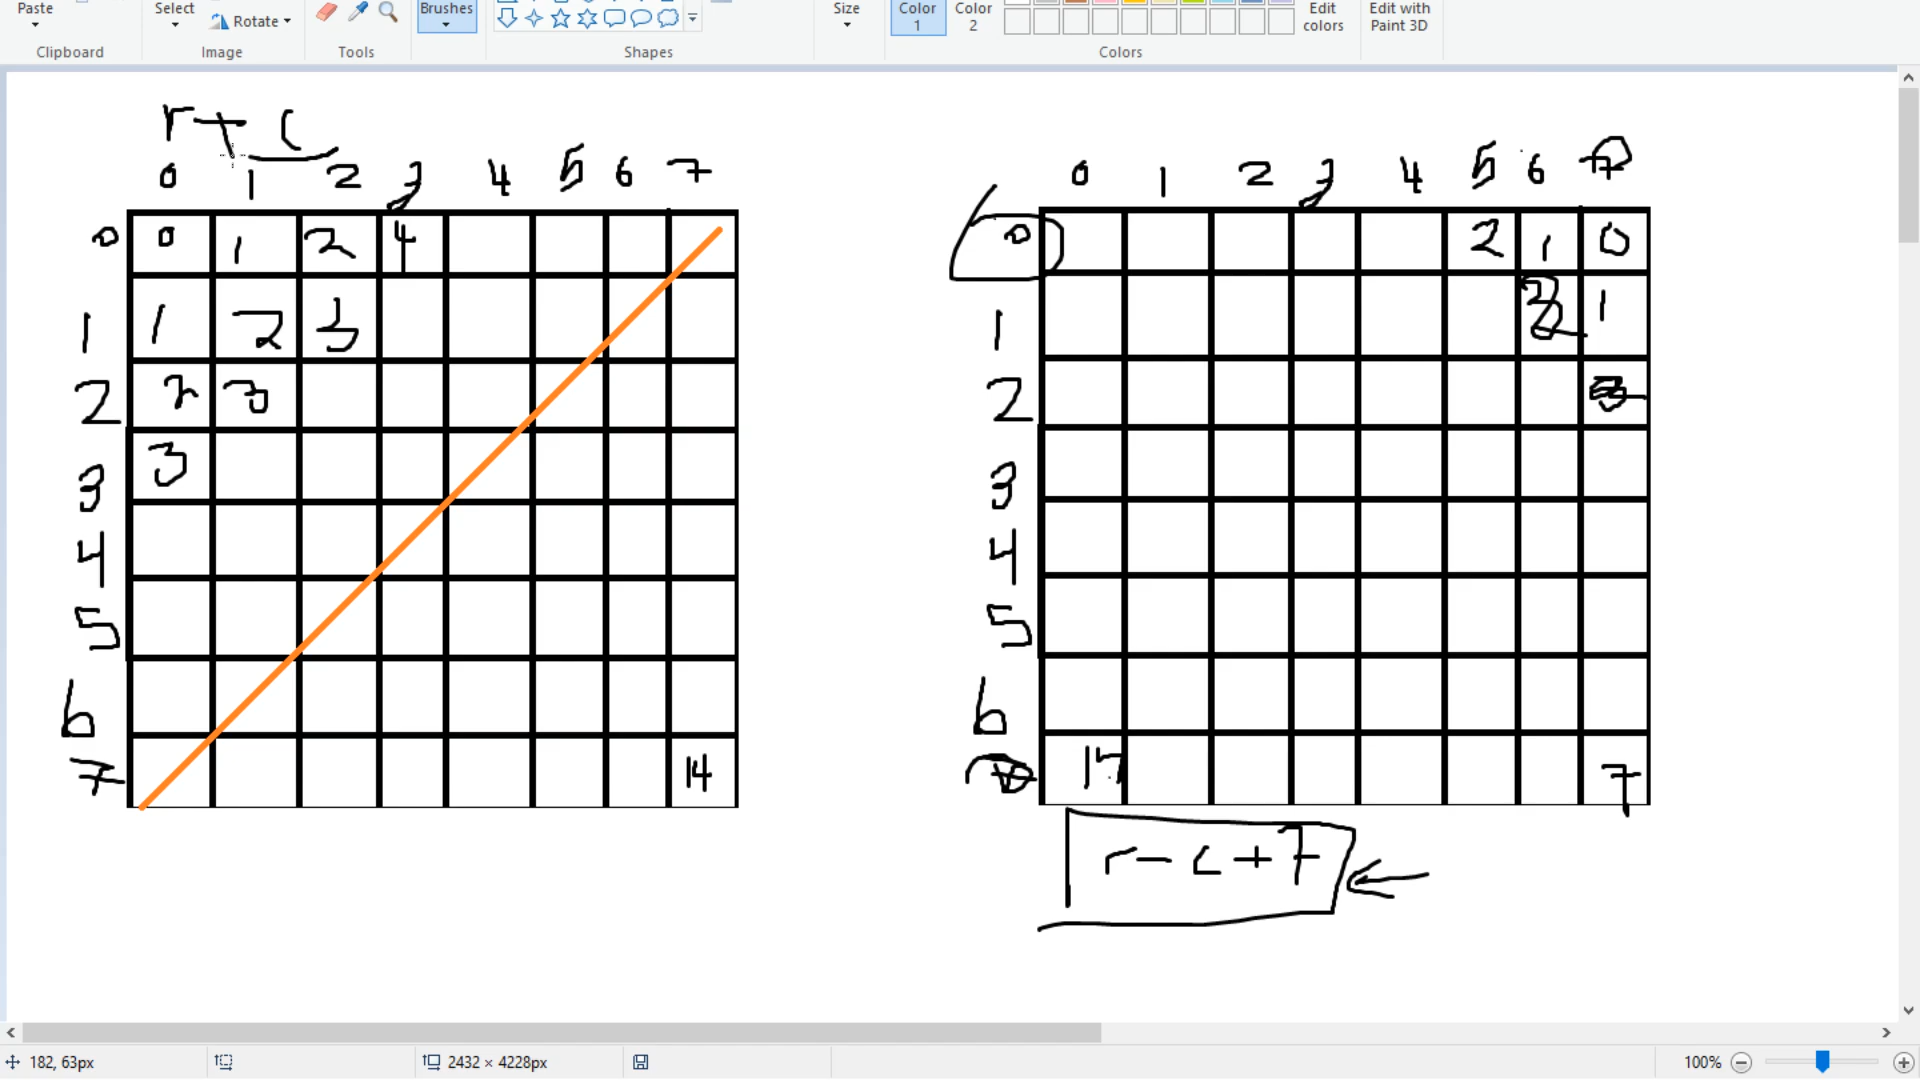 Paste Select Rotate Brushes Size Color 1 Color 2 Edit colors Edit with Paint 3D
Clipboard Image Tools Shapes Colors
r + c
0 1 2 3 4 5 6 7
0 0 1 2 4
1 1 2 3
2 2 3
3 3
4
5
6
7 14
0 1 2 3 4 5 6 7
0 2 1 0
1 2 1
2
3
4
5
6
7
r - c + 7
182, 63px 2432 × 4228px 100%